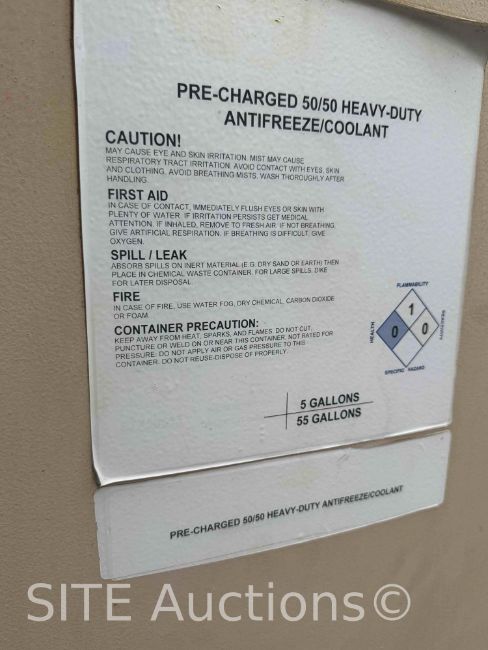 PRE-CHARGED 50/50 HEAVY-DUTY
ANTIFREEZE/COOLANT
CAUTION!
MAY CAUSE EYE AND SKIN IRRITATION. MIST MAY CAUSE
RESPIRATORY TRACT IRRITATION. AVOID CONTACT WITH EYES, SKIN
AND CLOTHING. AVOID BREATHING MISTS. WASH THOROUGHLY AFTER
HANDLING.
FIRST AID
IN CASE OF CONTACT, IMMEDIATELY FLUSH EYES OR SKIN WITH
PLENTY OF WATER. IF IRRITATION PERSISTS GET MEDICAL
ATTENTION. IF INHALED, REMOVE TO FRESH AIR. IF NOT BREATHING,
GIVE ARTIFICIAL RESPIRATION. IF BREATHING IS DIFFICULT, GIVE
OXYGEN.
SPILL / LEAK
ABSORB SPILLS ON INERT MATERIAL (E.G. DRY SAND OR EARTH) THEN
PLACE IN CHEMICAL WASTE CONTAINER. FOR LARGE SPILLS, DIKE
FOR LATER DISPOSAL.
FIRE
IN CASE OF FIRE, USE WATER FOG, DRY CHEMICAL, CARBON DIOXIDE
OR FOAM.
CONTAINER PRECAUTION:
KEEP AWAY FROM HEAT, SPARKS, AND FLAMES. DO NOT CUT,
PUNCTURE OR WELD ON OR NEAR THIS CONTAINER. NOT RATED FOR
PRESSURE. DO NOT APPLY AIR OR GAS PRESSURE TO THIS
CONTAINER. DO NOT REUSE-DISPOSE OF PROPERLY.
FLAMMABILITY
HEALTH
1
0
0
REACTIVITY
SPECIFIC HAZARD
5 GALLONS
55 GALLONS
PRE-CHARGED 50/50 HEAVY-DUTY ANTIFREEZE/COOLANT
SITE Auctions©